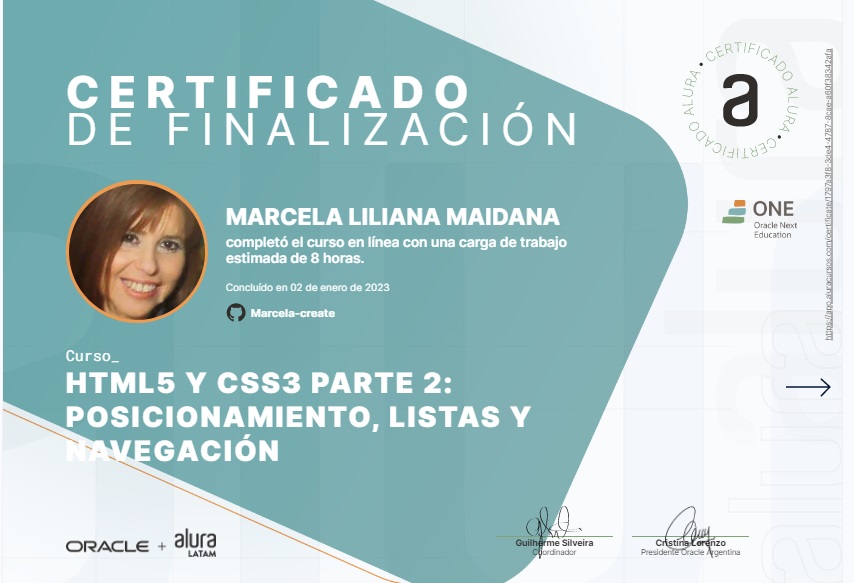 CERTIFICADO
DE FINALIZACIÓN
MARCELA LILIANA MAIDANA
completó el curso en línea con una carga de trabajo
estimada de 8 horas.
Concluído en 02 de enero de 2023
Marcela-create
Curso_
HTML5 Y CSS3 PARTE 2:
POSICIONAMIENTO, LISTAS Y
NAVEGACIÓN
ORACLE + alura
LATAM
Guilherme Silveira
Coordinador
Cristina Lorenzo
Presidente Oracle Argentina
CERTIFICADO ALURA • CERTIFICADO ALURA •
a
ONE
Oracle Next
Education
alura